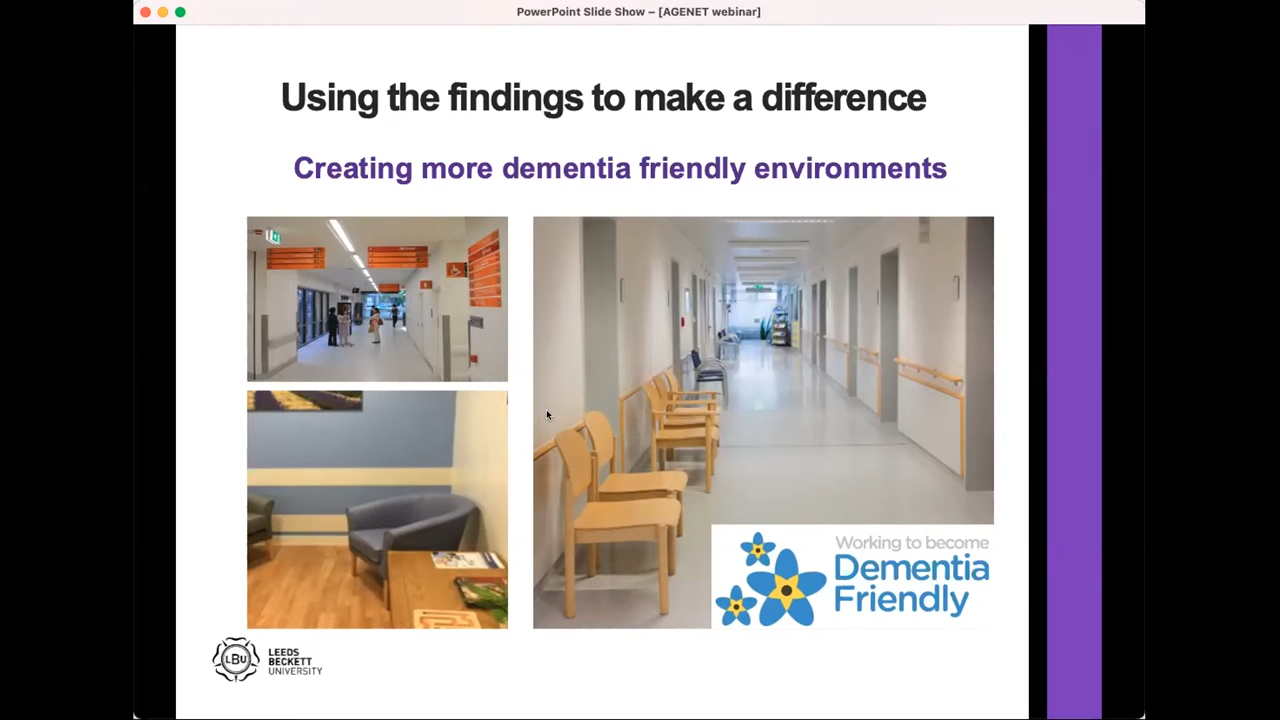 PowerPoint Slide Show – [AGENET webinar]
Using the findings to make a difference
Creating more dementia friendly environments
Working to become
Dementia
Friendly
LBU
LEEDS
BECKETT
UNIVERSITY